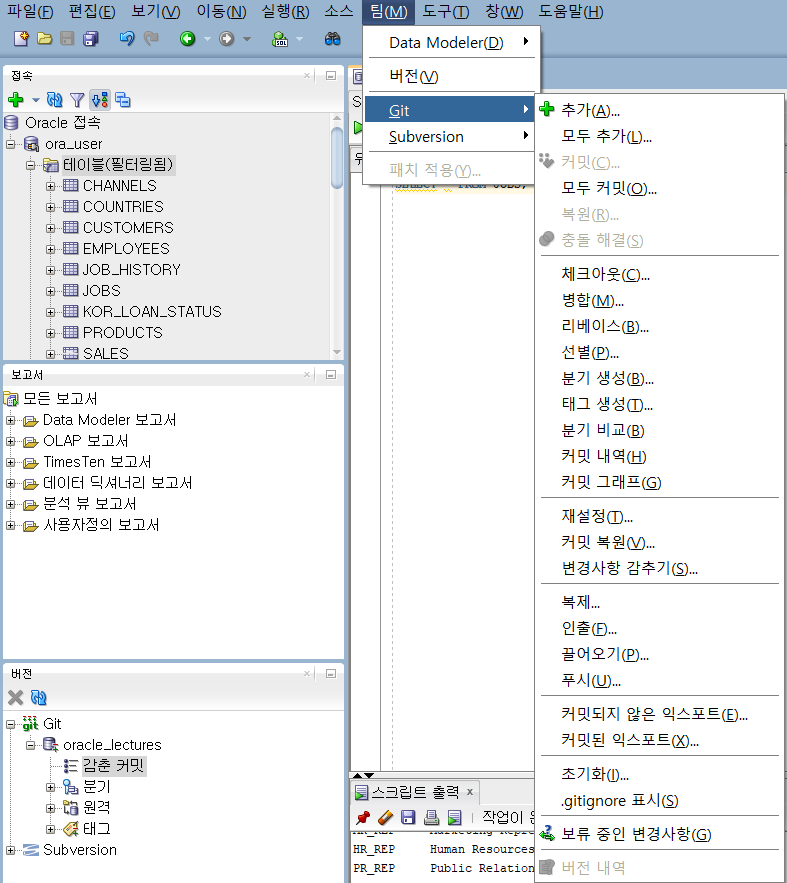 파일(F) 편집(E) 보기(V) 이동(N) 실행(R) 소스 팀(M) 도구(T) 창(W) 도움말(H)
SQL
Data Modeler(D)
버전(V)
Git
Subversion
패치 적용(Y)...
추가(A)...
모두 추가(L)...
커밋(C)...
모두 커밋(O)...
복원(R)...
충돌 해결(S)
체크아웃(C)...
병합(M)...
리베이스(B)...
선별(P)...
분기 생성(B)...
태그 생성(T)...
분기 비교(B)
커밋 내역(H)
커밋 그래프(G)
재설정(T)...
커밋 복원(V)...
변경사항 감추기(S)...
복제...
인출(F)...
끌어오기(P)...
푸시(U)...
커밋되지 않은 익스포트(E)...
커밋된 익스포트(X)...
초기화(I)...
.gitignore 표시(S)
보류 중인 변경사항(G)
버전 내역
접속
Oracle 접속
ora_user
테이블(필터링됨)
CHANNELS
COUNTRIES
CUSTOMERS
EMPLOYEES
JOB_HISTORY
JOBS
KOR_LOAN_STATUS
PRODUCTS
SALES
보고서
모든 보고서
Data Modeler 보고서
OLAP 보고서
TimesTen 보고서
데이터 딕셔너리 보고서
분석 뷰 보고서
사용자정의 보고서
버전
git Git
oracle_lectures
감춘 커밋
분기
원격
태그
Subversion
스크립트 출력 x
작업이
HR_REP Human Resources
PR_REP Public Relation